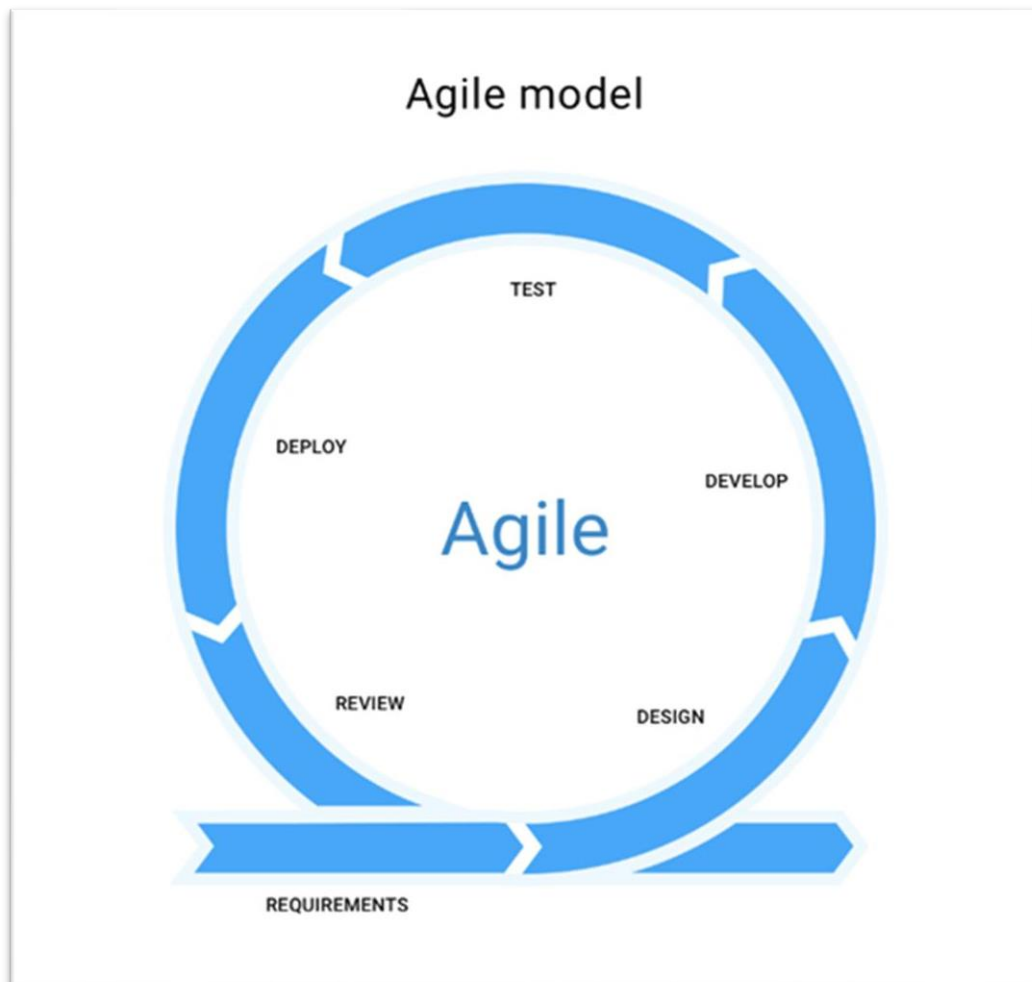 Agile model
TEST
DEPLOY
DEVELOP
Agile
REVIEW
DESIGN
REQUIREMENTS